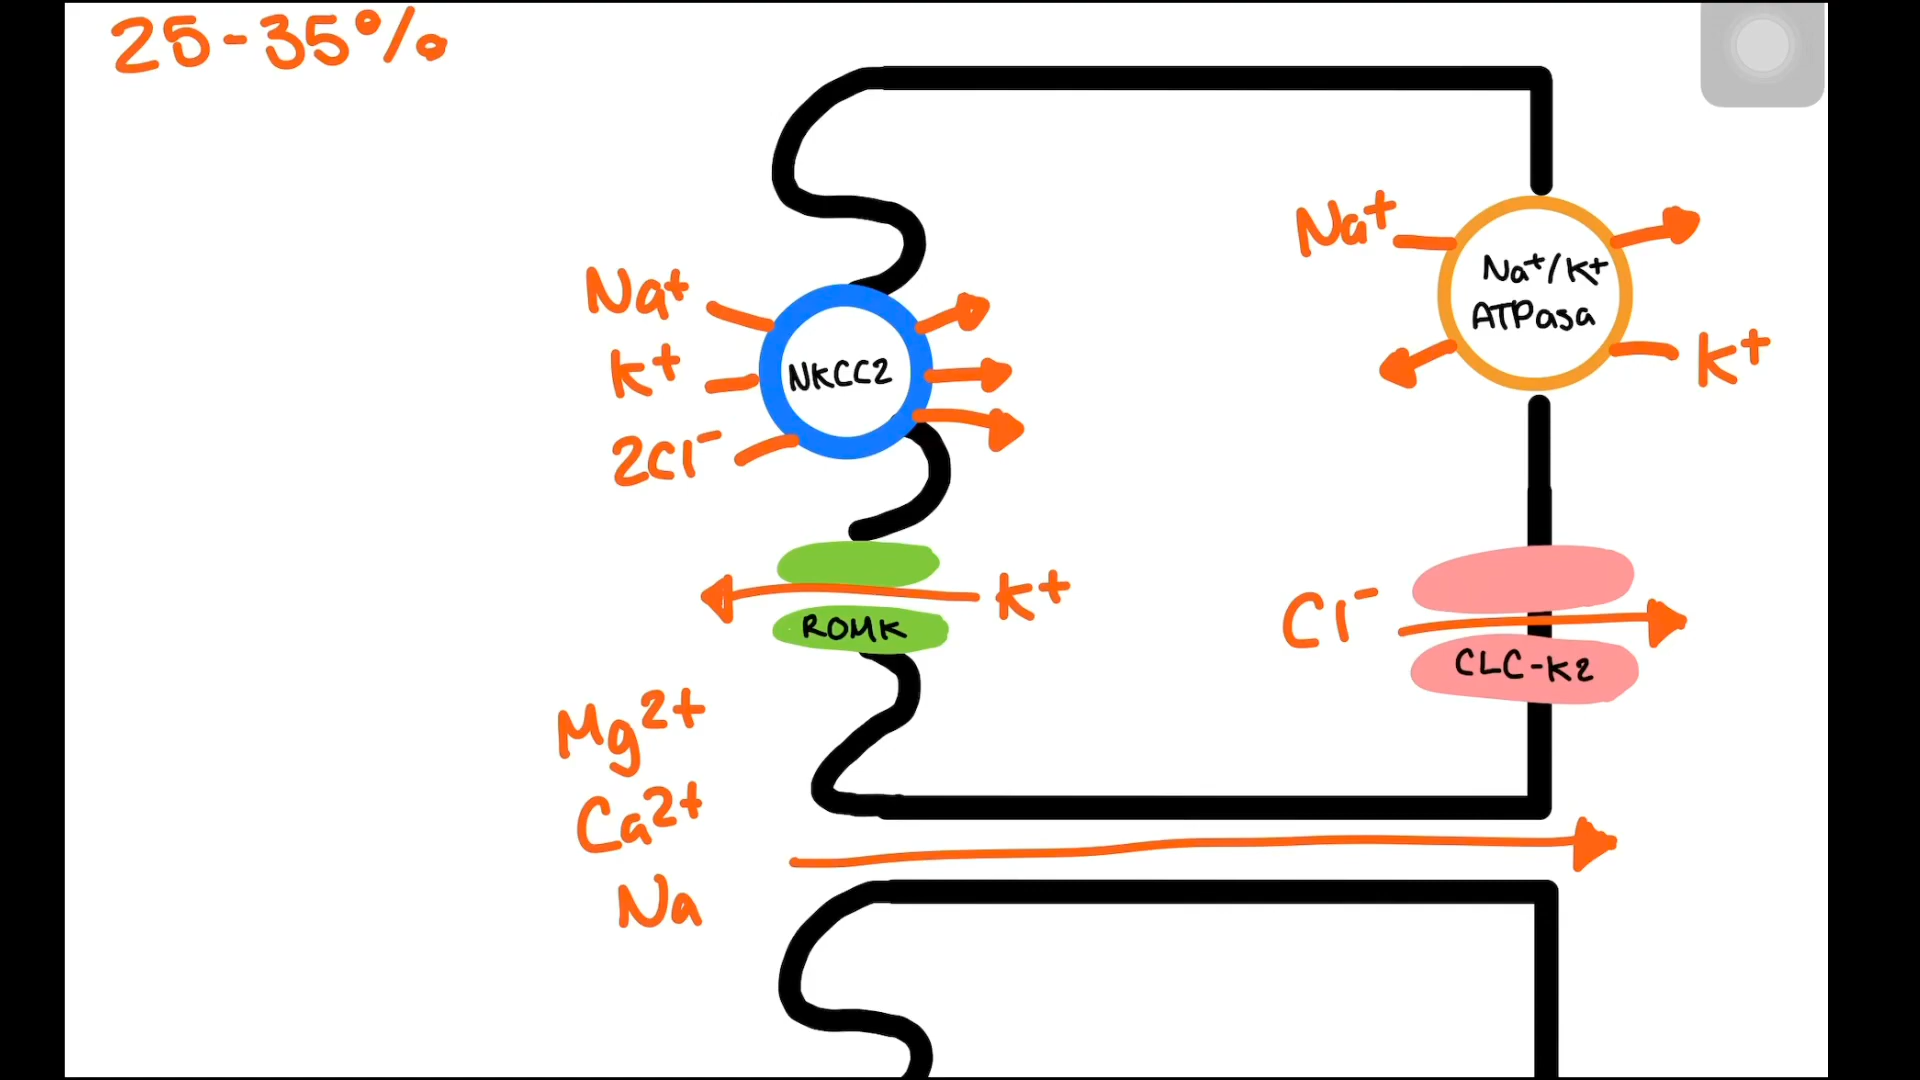 25-35%
Na⁺
K⁺
2Cl⁻
NKCC2
Na⁺
Na⁺/K⁺
ATPasa
K⁺
K⁺
ROMK
Cl⁻
CLC-K2
Mg²⁺
Ca²⁺
Na